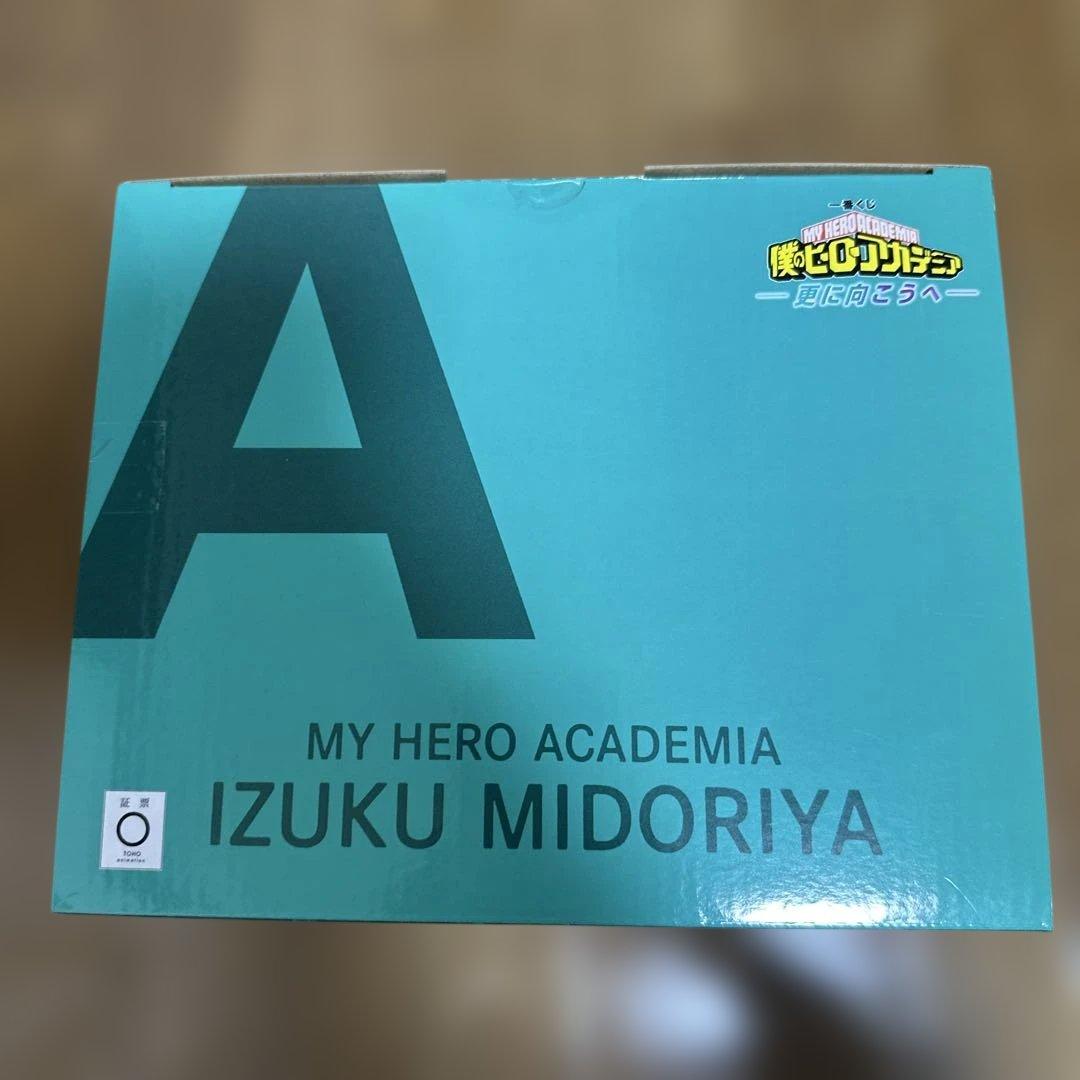 A
一番くじ
MY HERO ACADEMIA
僕のヒーローアカデミア
更に向こうへ
MY HERO ACADEMIA
IZUKU MIDORIYA
証 票
TOHO
animation